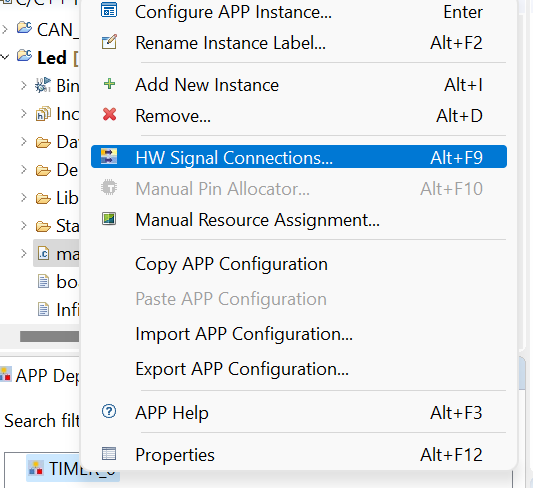 C/C++
CAN_
Led [
Bin
Inc
Da
De
Lib
Sta
ma
bo
Infi
Configure APP Instance... Enter
Rename Instance Label... Alt+F2
Add New Instance Alt+I
Remove... Alt+D
HW Signal Connections... Alt+F9
Manual Pin Allocator... Alt+F10
Manual Resource Assignment...
Copy APP Configuration
Paste APP Configuration
Import APP Configuration...
Export APP Configuration...
APP Help Alt+F3
Properties Alt+F12
APP Dep
Search filt
TIMER_0